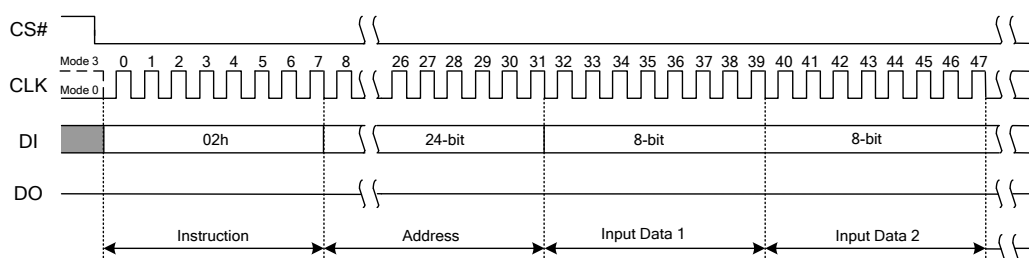 CS#
Mode 3 0 1 2 3 4 5 6 7 8 26 27 28 29 30 31 32 33 34 35 36 37 38 39 40 41 42 43 44 45 46 47
CLK
Mode 0
DI 02h 24-bit 8-bit 8-bit
DO
Instruction Address Input Data 1 Input Data 2